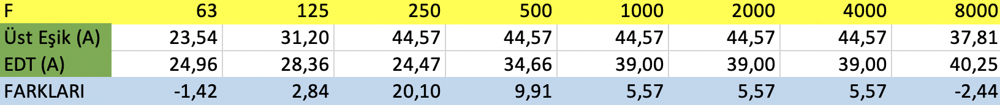 F 63 125 250 500 1000 2000 4000 8000
Üst Eşik (A) 23,54 31,20 44,57 44,57 44,57 44,57 44,57 37,81
EDT (A) 24,96 28,36 24,47 34,66 39,00 39,00 39,00 40,25
FARKLARI -1,42 2,84 20,10 9,91 5,57 5,57 5,57 -2,44